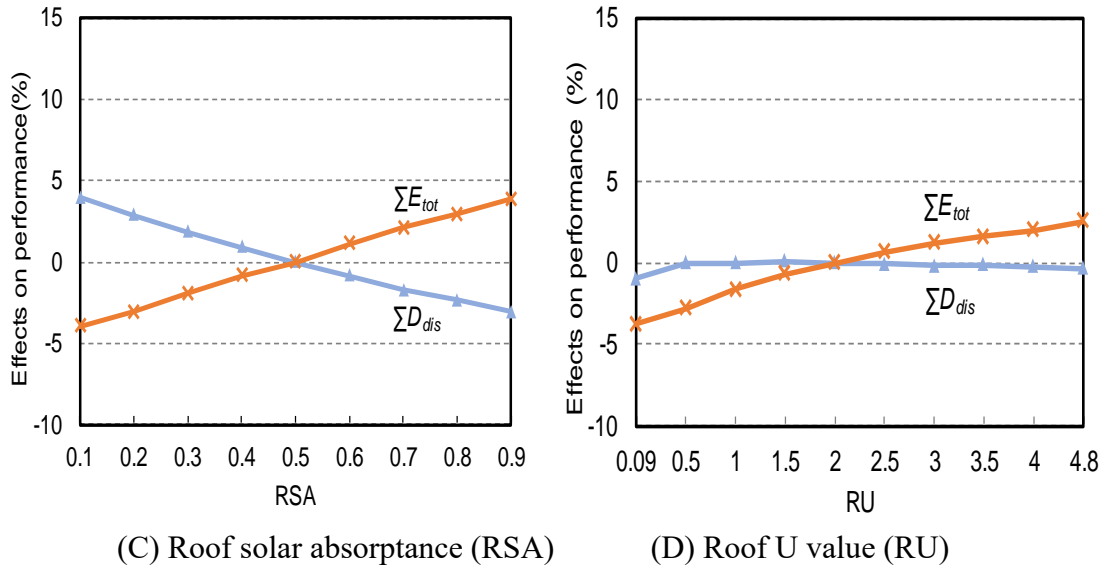 Effects on performance(%)
15
10
5
0
-5
-10
∑Etot
∑Ddis
0.1 0.2 0.3 0.4 0.5 0.6 0.7 0.8 0.9
RSA
(C) Roof solar absorptance (RSA)
Effects on performance (%)
15
10
5
0
-5
-10
∑Etot
∑Ddis
0.09 0.5 1 1.5 2 2.5 3 3.5 4 4.8
RU
(D) Roof U value (RU)